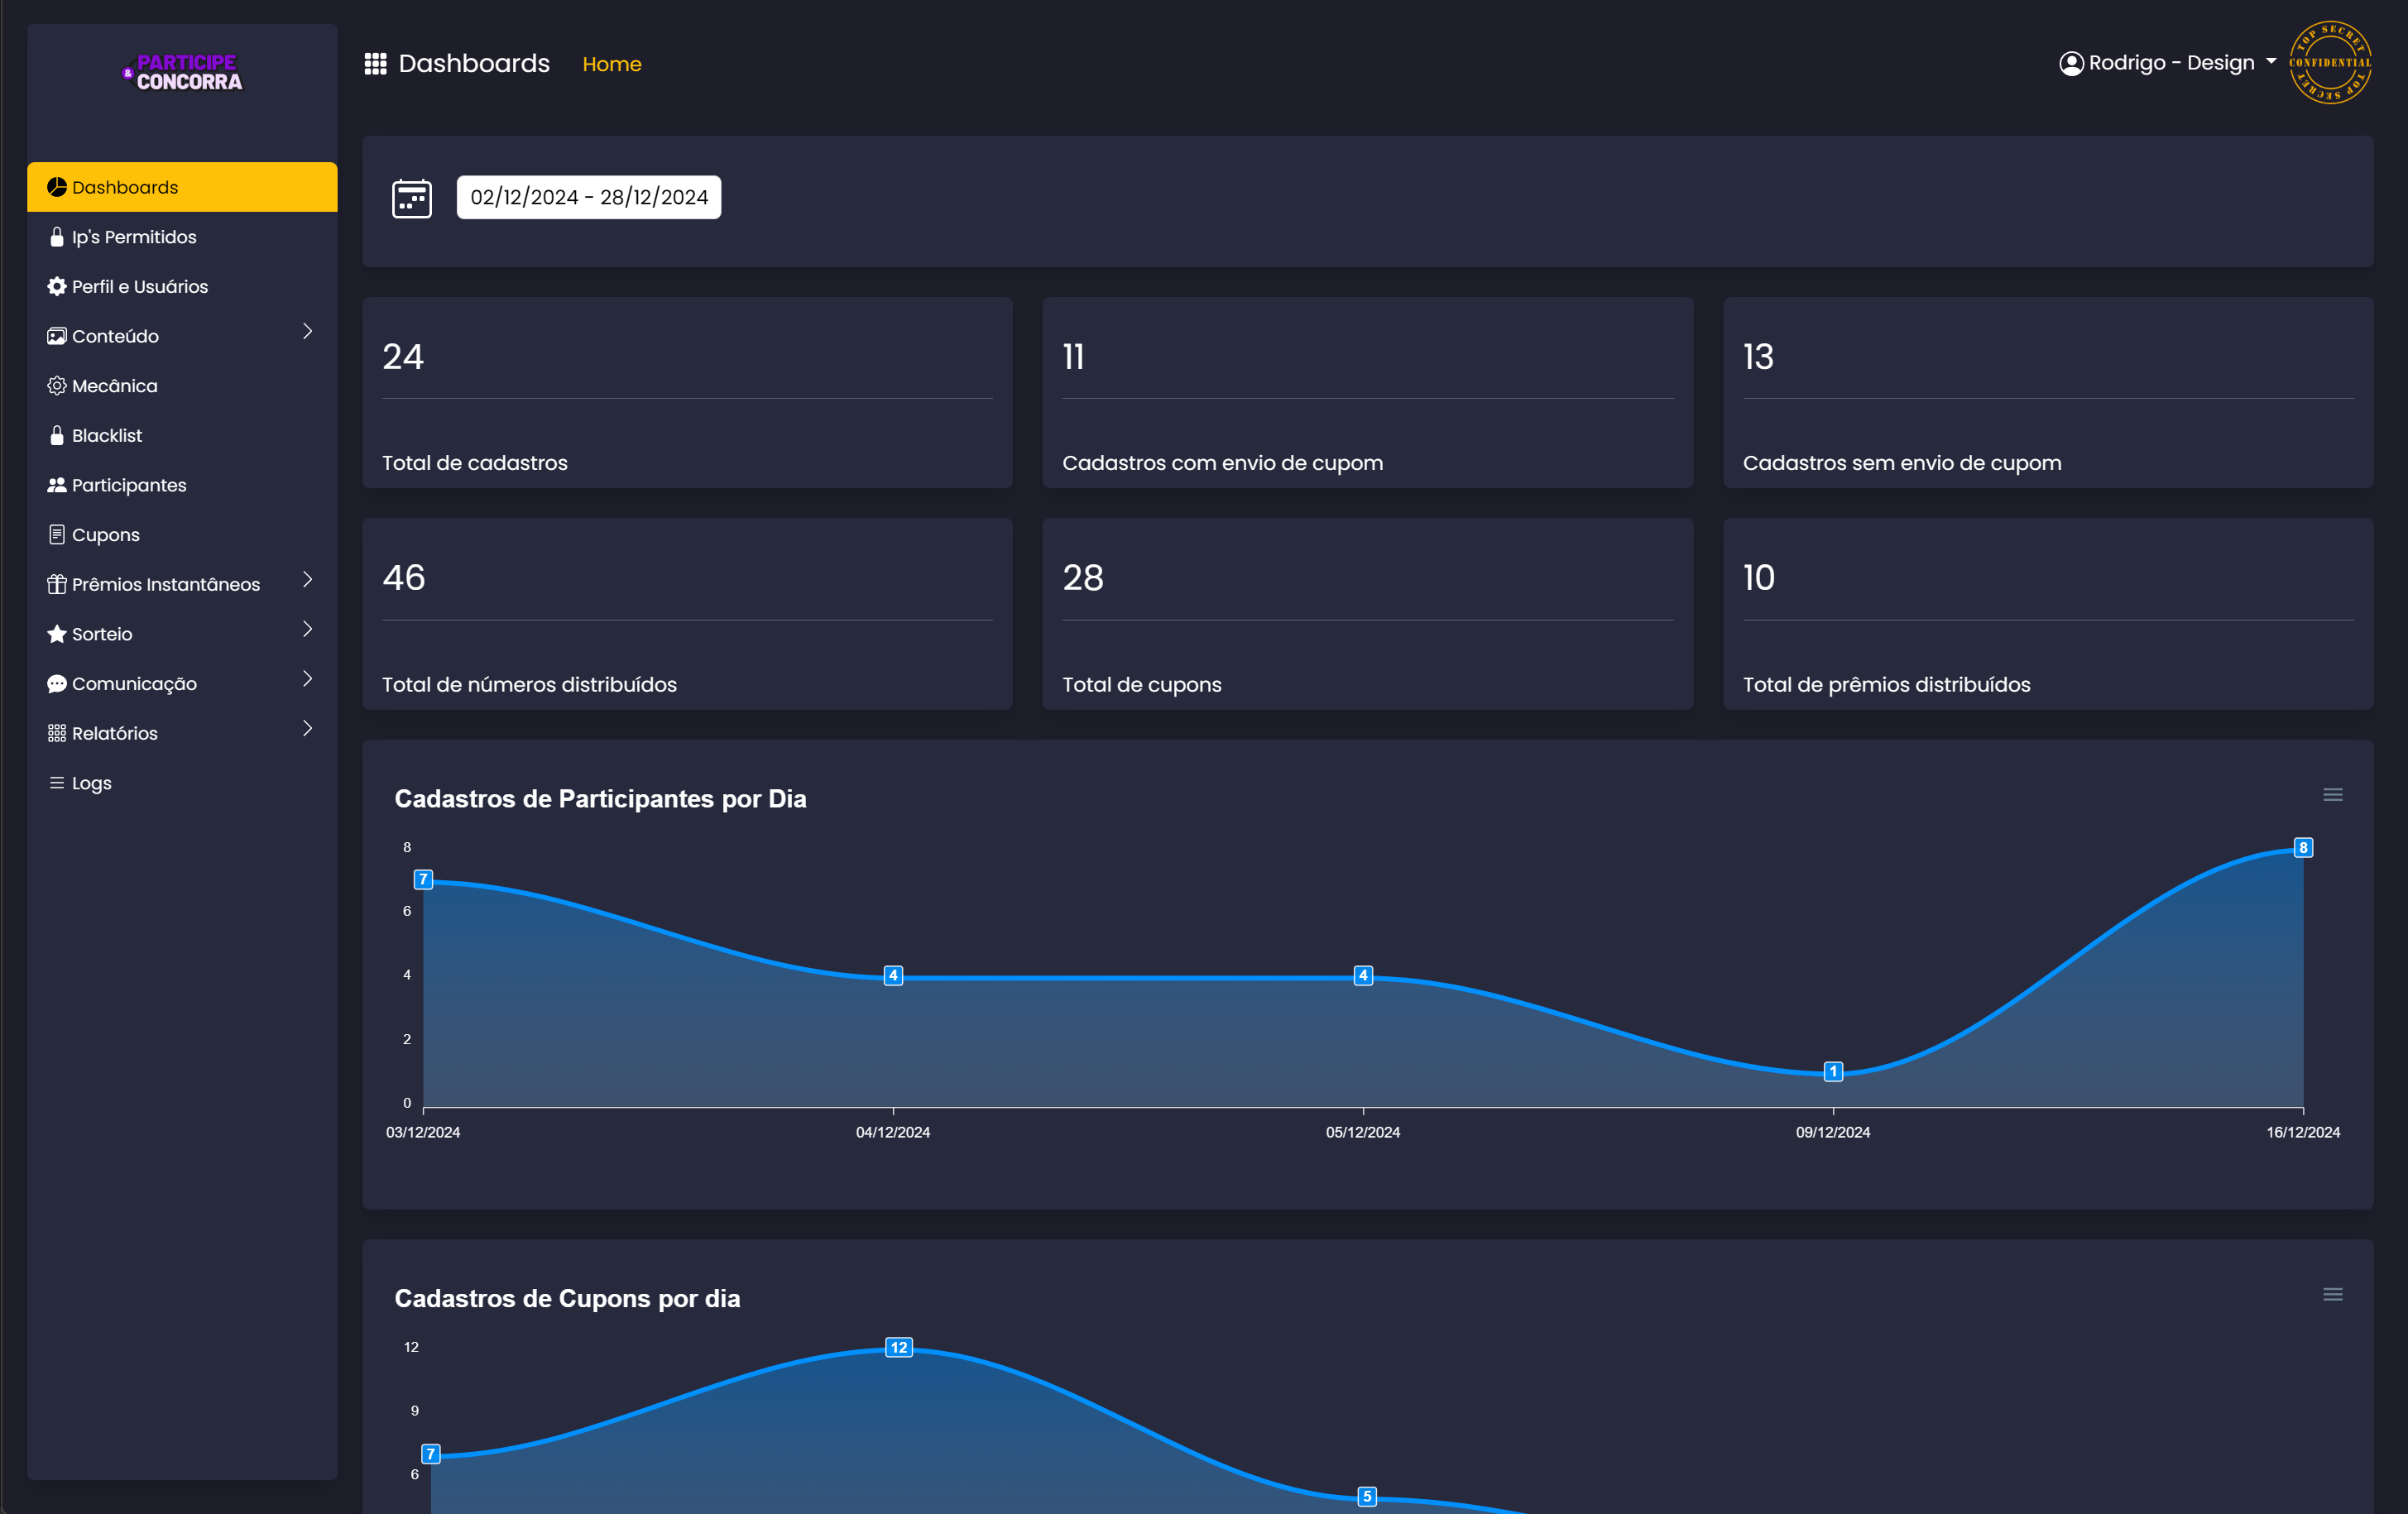 PARTICIPE
& CONCORRA
Dashboards
Ip's Permitidos
Perfil e Usuários
Conteúdo
Mecânica
Blacklist
Participantes
Cupons
Prêmios Instantâneos
Sorteio
Comunicação
Relatórios
Logs
Dashboards Home
Rodrigo - Design
TOP SECRET
CONFIDENTIAL
TOP SECRET
02/12/2024 - 28/12/2024
24
Total de cadastros
11
Cadastros com envio de cupom
13
Cadastros sem envio de cupom
46
Total de números distribuídos
28
Total de cupons
10
Total de prêmios distribuídos
Cadastros de Participantes por Dia
8
6
4
2
0
7
4
4
1
8
03/12/2024
04/12/2024
05/12/2024
09/12/2024
16/12/2024
Cadastros de Cupons por dia
12
9
6
7
12
5